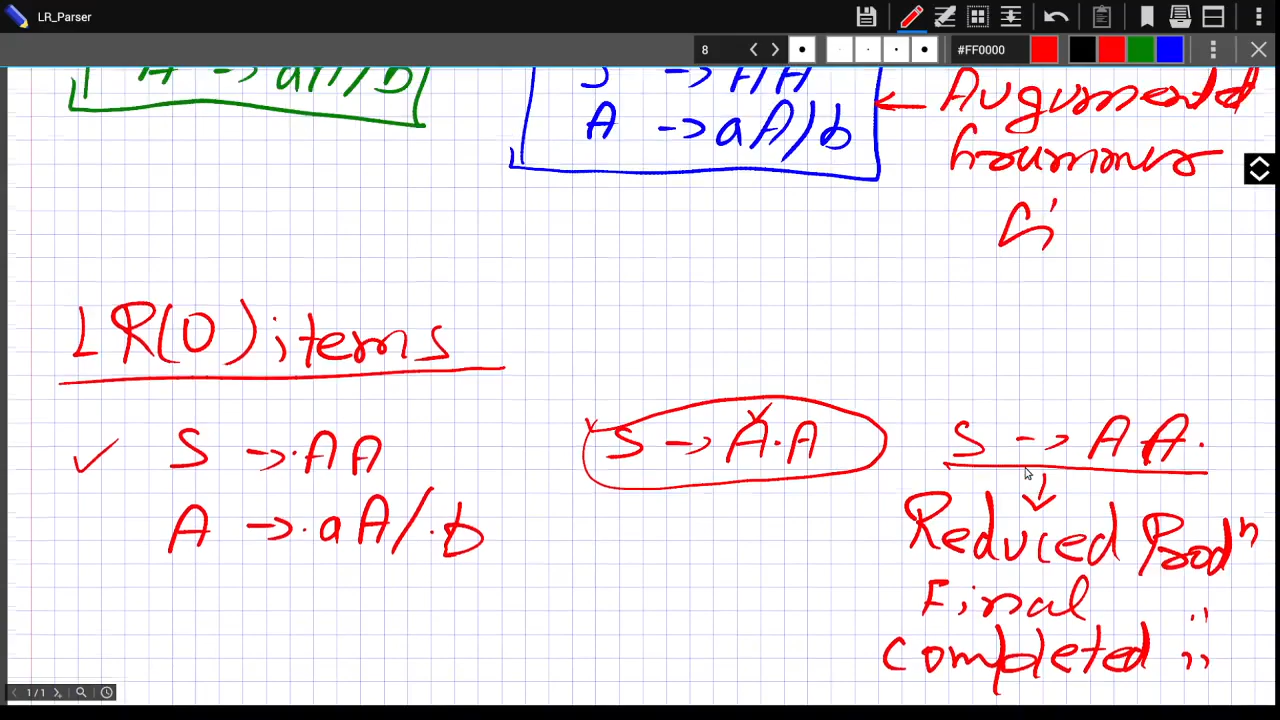 LR_Parser
8
#FF0000
A -> aA/b
S -> AA
A -> aA/b
Augumented
Grammar
G'
LR(0) items
S -> .AA
A -> .aA/.b
S -> A.A
S -> AA.
Reduced Prodn
Final
completed
1/1